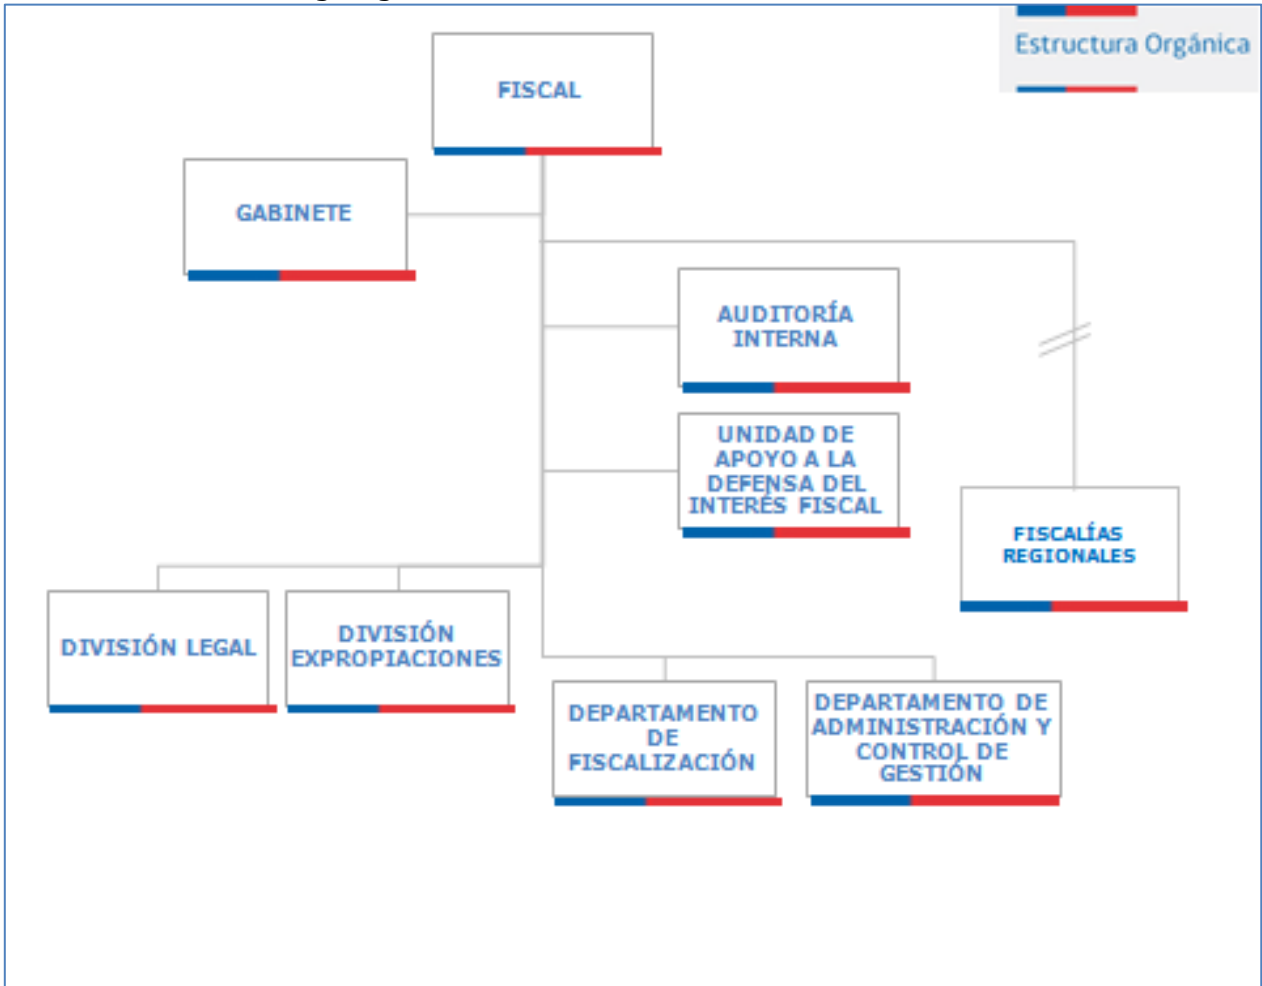 Estructura Orgánica
FISCAL
GABINETE
AUDITORÍA
INTERNA
UNIDAD DE
APOYO A LA
DEFENSA DEL
INTERÉS FISCAL
FISCALÍAS
REGIONALES
DIVISIÓN LEGAL
DIVISIÓN
EXPROPIACIONES
DEPARTAMENTO
DE
FISCALIZACIÓN
DEPARTAMENTO DE
ADMINISTRACIÓN Y
CONTROL DE
GESTIÓN